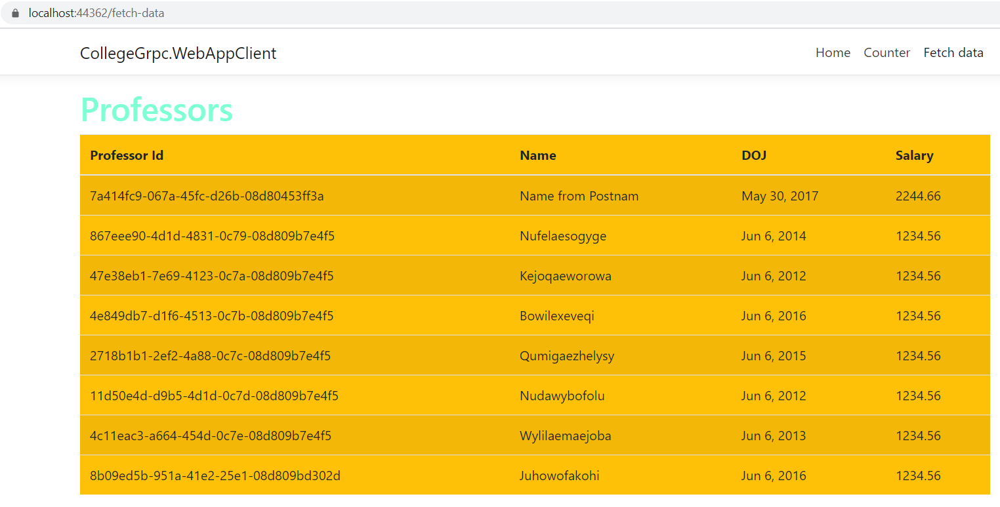 localhost:44362/fetch-data
CollegeGrpc.WebAppClient Home Counter Fetch data
Professors
Professor Id Name DOJ Salary
7a414fc9-067a-45fc-d26b-08d80453ff3a Name from Postnam May 30, 2017 2244.66
867eee90-4d1d-4831-0c79-08d809b7e4f5 Nufelaesogyge Jun 6, 2014 1234.56
47e38eb1-7e69-4123-0c7a-08d809b7e4f5 Kejoqaeworowa Jun 6, 2012 1234.56
4e849db7-d1f6-4513-0c7b-08d809b7e4f5 Bowilexeveqi Jun 6, 2016 1234.56
2718b1b1-2ef2-4a88-0c7c-08d809b7e4f5 Qumigaezhelysy Jun 6, 2015 1234.56
11d50e4d-d9b5-4d1d-0c7d-08d809b7e4f5 Nudawybofolu Jun 6, 2012 1234.56
4c11eac3-a664-454d-0c7e-08d809b7e4f5 Wylilaemaejoba Jun 6, 2013 1234.56
8b09ed5b-951a-41e2-25e1-08d809bd302d Juhowofakohi Jun 6, 2016 1234.56